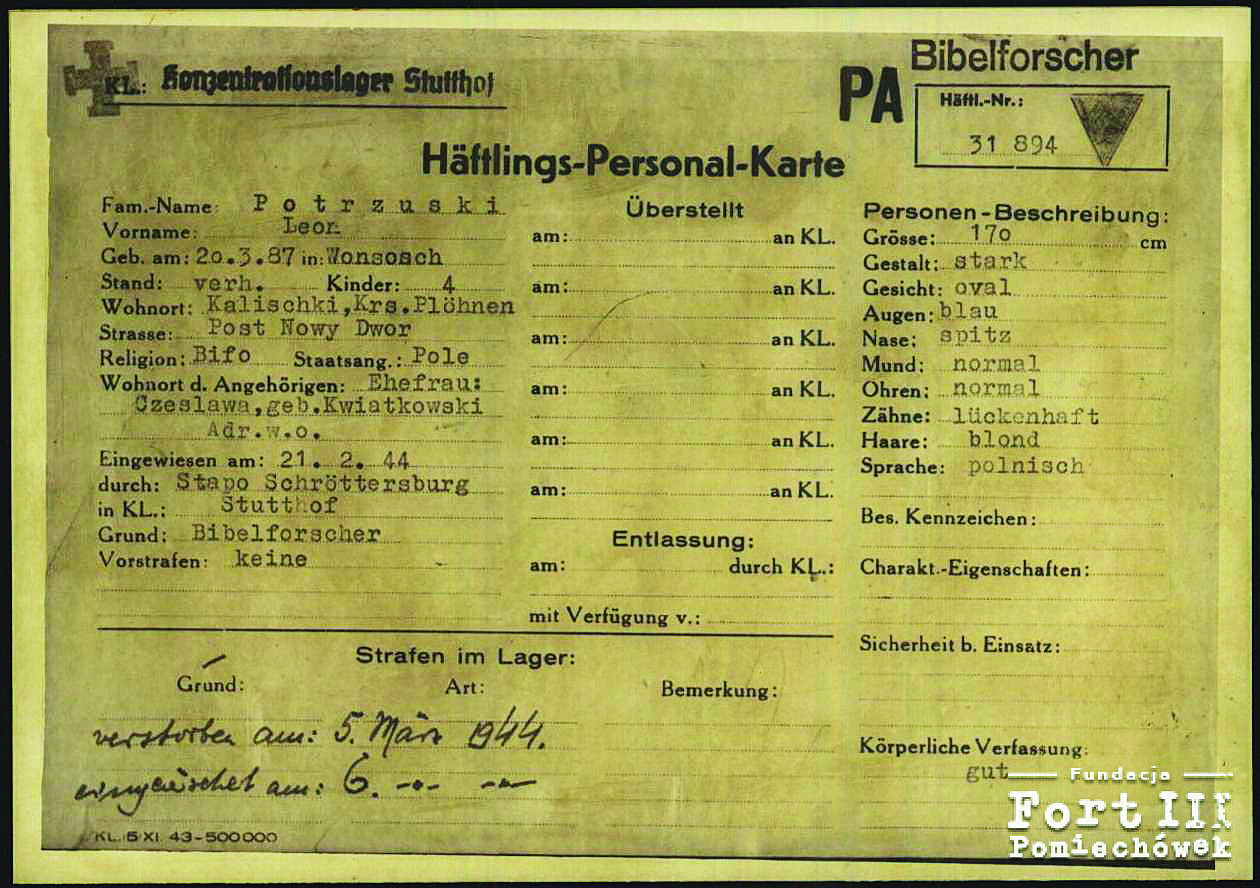 KL.: Konzentrationslager Stutthof
PA
Bibelforscher
Häftl.-Nr.:
31 894
Häftlings-Personal-Karte
Fam.-Name: Potrzuski
Vorname: Leon
Geb. am: 20.3.87 in: Wonsosch
Stand: verh. Kinder: 4
Wohnort: Kalischki, Krs. Plöhnen
Strasse: Post Nowy Dwor
Religion: Bifo Staatsang.: Pole
Wohnort d. Angehörigen: Ehefrau:
Czeslawa, geb. Kwiatkowski
Adr.w.o.
Eingewiesen am: 21. 2. 44
durch: Stapo Schröttersburg
in KL.: Stutthof
Grund: Bibelforscher
Vorstrafen: keine
Überstellt
am: an KL.
am: an KL.
am: an KL.
am: an KL.
am: an KL.
am: an KL.
Entlassung:
am: durch KL.:
mit Verfügung v.:
Personen-Beschreibung:
Grösse: 170 cm
Gestalt: stark
Gesicht: oval
Augen: blau
Nase: spitz
Mund: normal
Ohren: normal
Zähne: lückenhaft
Haare: blond
Sprache: polnisch
Bes. Kennzeichen:
Charakt.-Eigenschaften:
Sicherheit b. Einsatz:
Körperliche Verfassung:
gut
Strafen im Lager:
Grund: Art: Bemerkung:
verstorben am: 5. März 1944.
eingeäschert am: 6. -"- -"-
KL/5/XI. 43-500000
Fundacja
Fort III
Pomiechówek